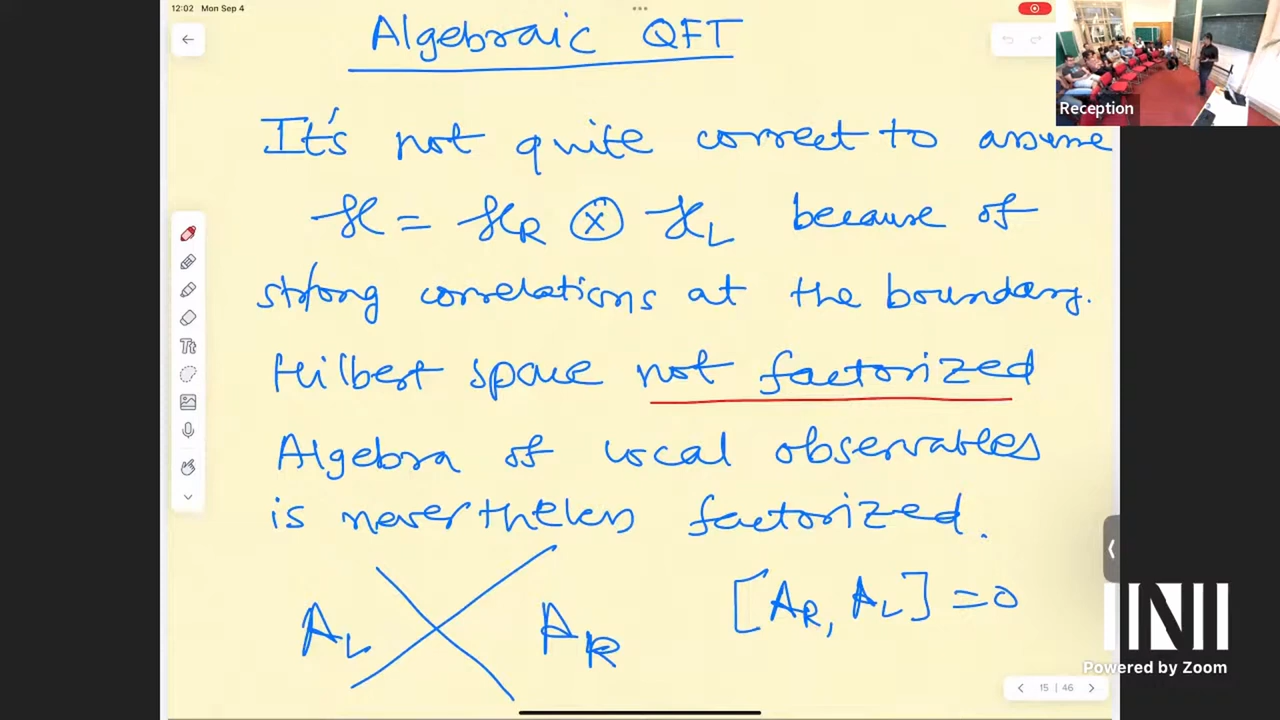 12:02 Mon Sep 4
Algebraic QFT
It's not quite correct to assume
ℋ = ℋ_R ⊗ ℋ_L because of
strong correlations at the boundary.
Hilbert space not factorized
Algebra of local observables
is nevertheless factorized.
A_L A_R [A_R, A_L] = 0
Reception
Tt
INI
Powered by Zoom
15 | 46